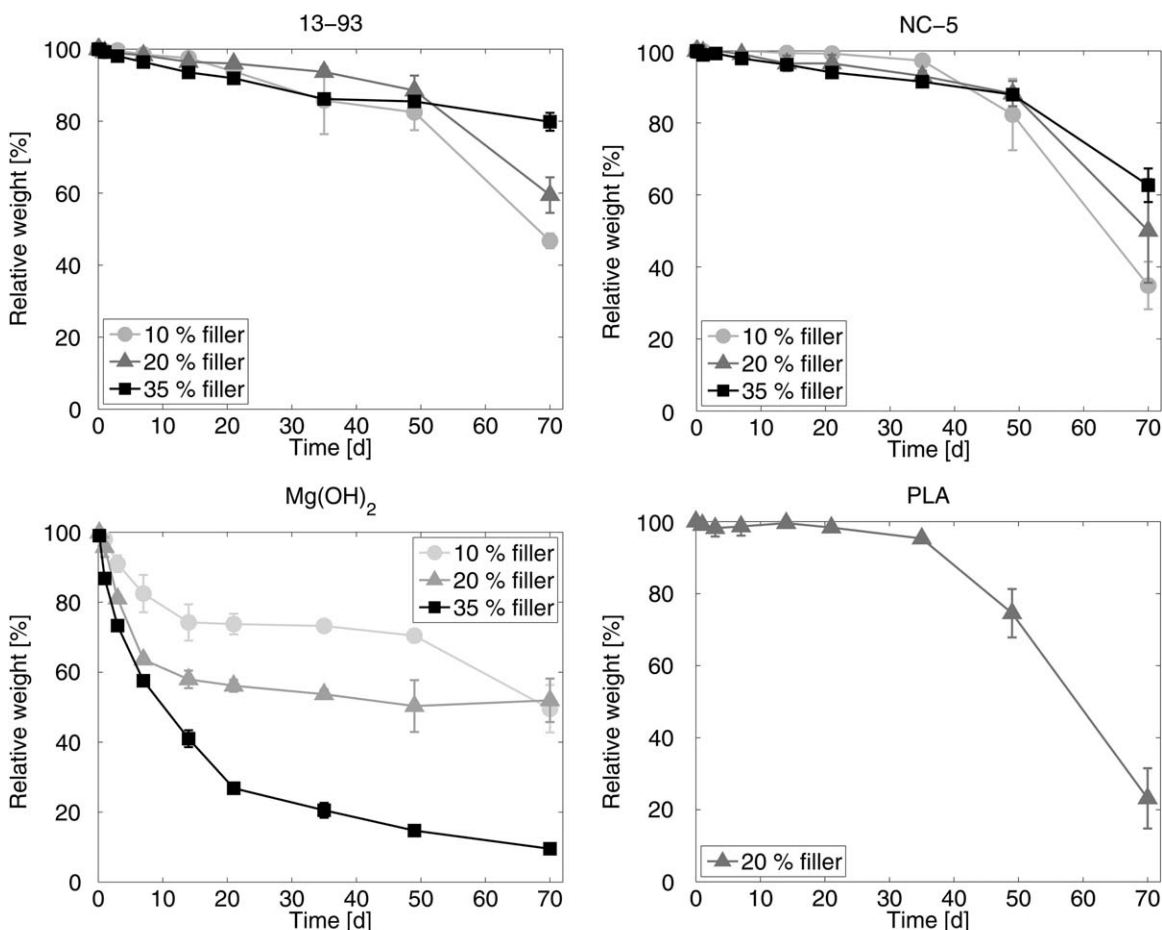 13−93
Relative weight [%]
100
80
60
40
20
0
10 % filler
20 % filler
35 % filler
0 10 20 30 40 50 60 70
Time [d]
NC−5
Relative weight [%]
100
80
60
40
20
0
10 % filler
20 % filler
35 % filler
0 10 20 30 40 50 60 70
Time [d]
Mg(OH)₂
Relative weight [%]
100
80
60
40
20
0
10 % filler
20 % filler
35 % filler
0 10 20 30 40 50 60 70
Time [d]
PLA
Relative weight [%]
100
80
60
40
20
0
20 % filler
0 10 20 30 40 50 60 70
Time [d]